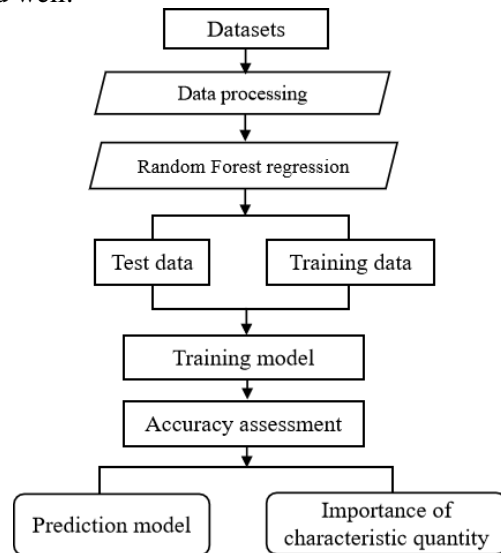 well.
Datasets
Data processing
Random Forest regression
Test data
Training data
Training model
Accuracy assessment
Prediction model
Importance of
characteristic quantity